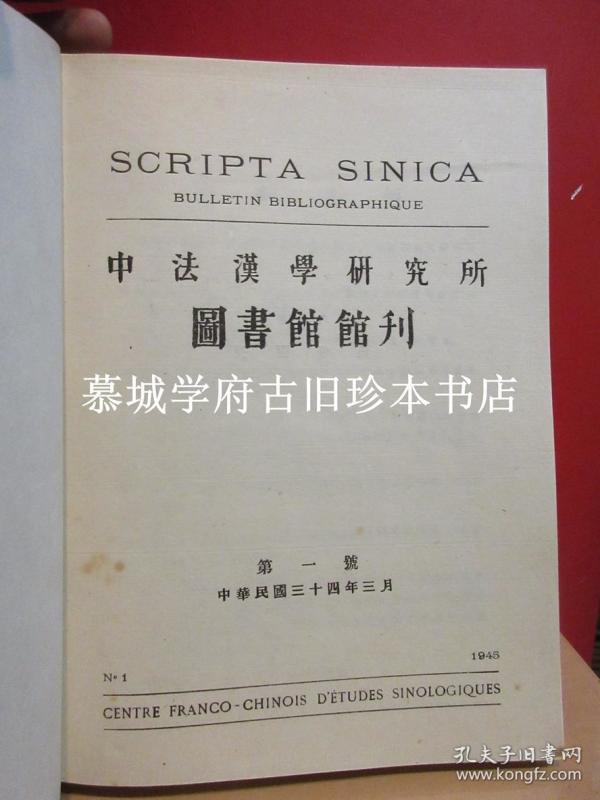 SCRIPTA SINICA
BULLETIN BIBLIOGRAPHIQUE
中法漢學研究所
圖書館館刊
慕城学府古旧珍本书店
第一號
中華民國三十四年三月
Nº 1
1945
CENTRE FRANCO-CHINOIS D'ÉTUDES SINOLOGIQUES
孔夫子旧书网
www.kongfz.com